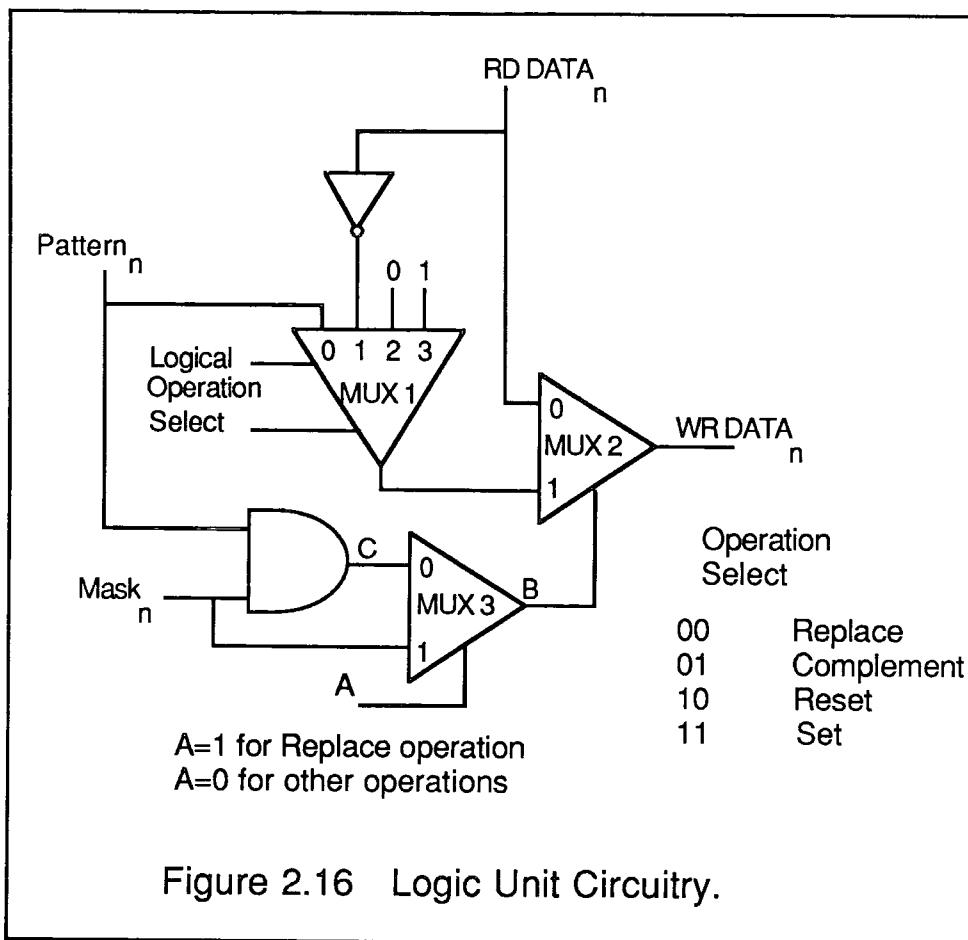 RD DATA n
Pattern n
0 1
0 1 2 3
MUX 1
Logical
Operation
Select
0
MUX 2
1
WR DATA n
C
0
MUX 3
1
B
Mask n
A
Operation
Select
00 Replace
01 Complement
10 Reset
11 Set
A=1 for Replace operation
A=0 for other operations
Figure 2.16 Logic Unit Circuitry.